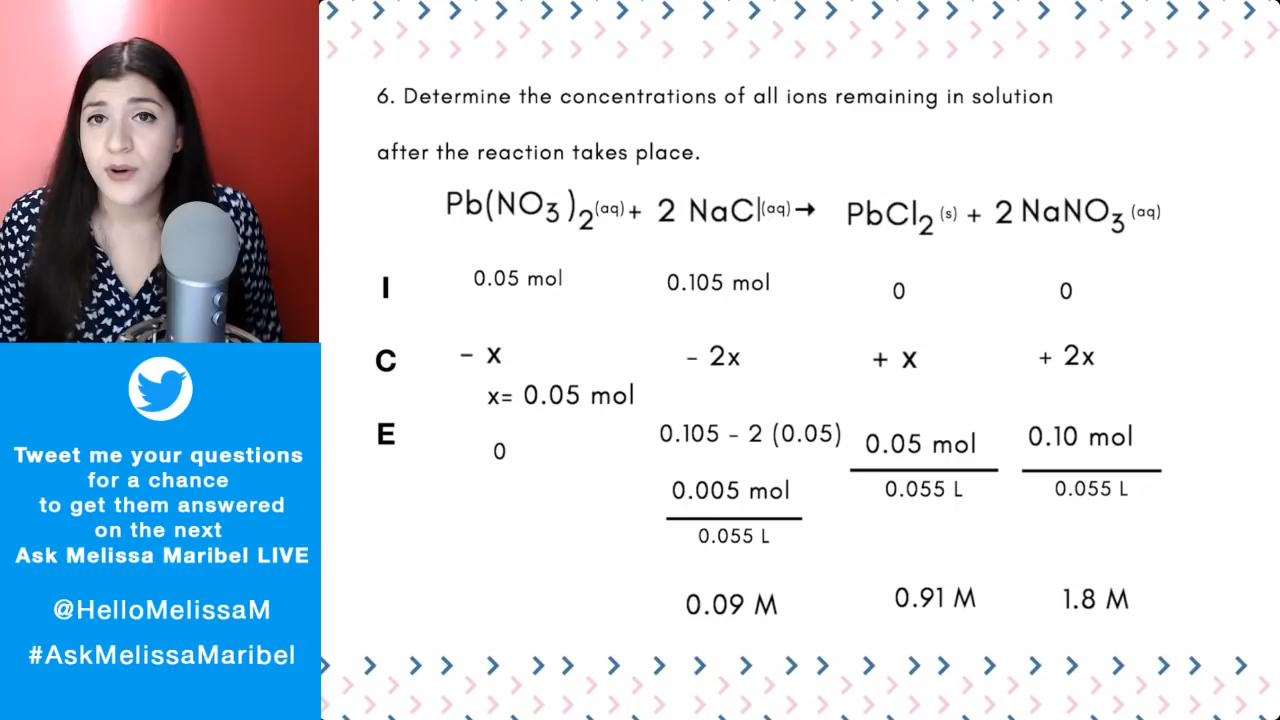 6. Determine the concentrations of all ions remaining in solution
after the reaction takes place.
Pb(NO₃)₂(aq) + 2 NaCl(aq) → PbCl₂(s) + 2 NaNO₃(aq)
I 0.05 mol 0.105 mol 0 0
C - x - 2x + x + 2x
x= 0.05 mol
E 0 0.105 - 2 (0.05) 0.05 mol 0.10 mol
0.005 mol 0.055 L 0.055 L
0.055 L
0.09 M 0.91 M 1.8 M
Tweet me your questions
for a chance
to get them answered
on the next
Ask Melissa Maribel LIVE
@HelloMelissaM
#AskMelissaMaribel